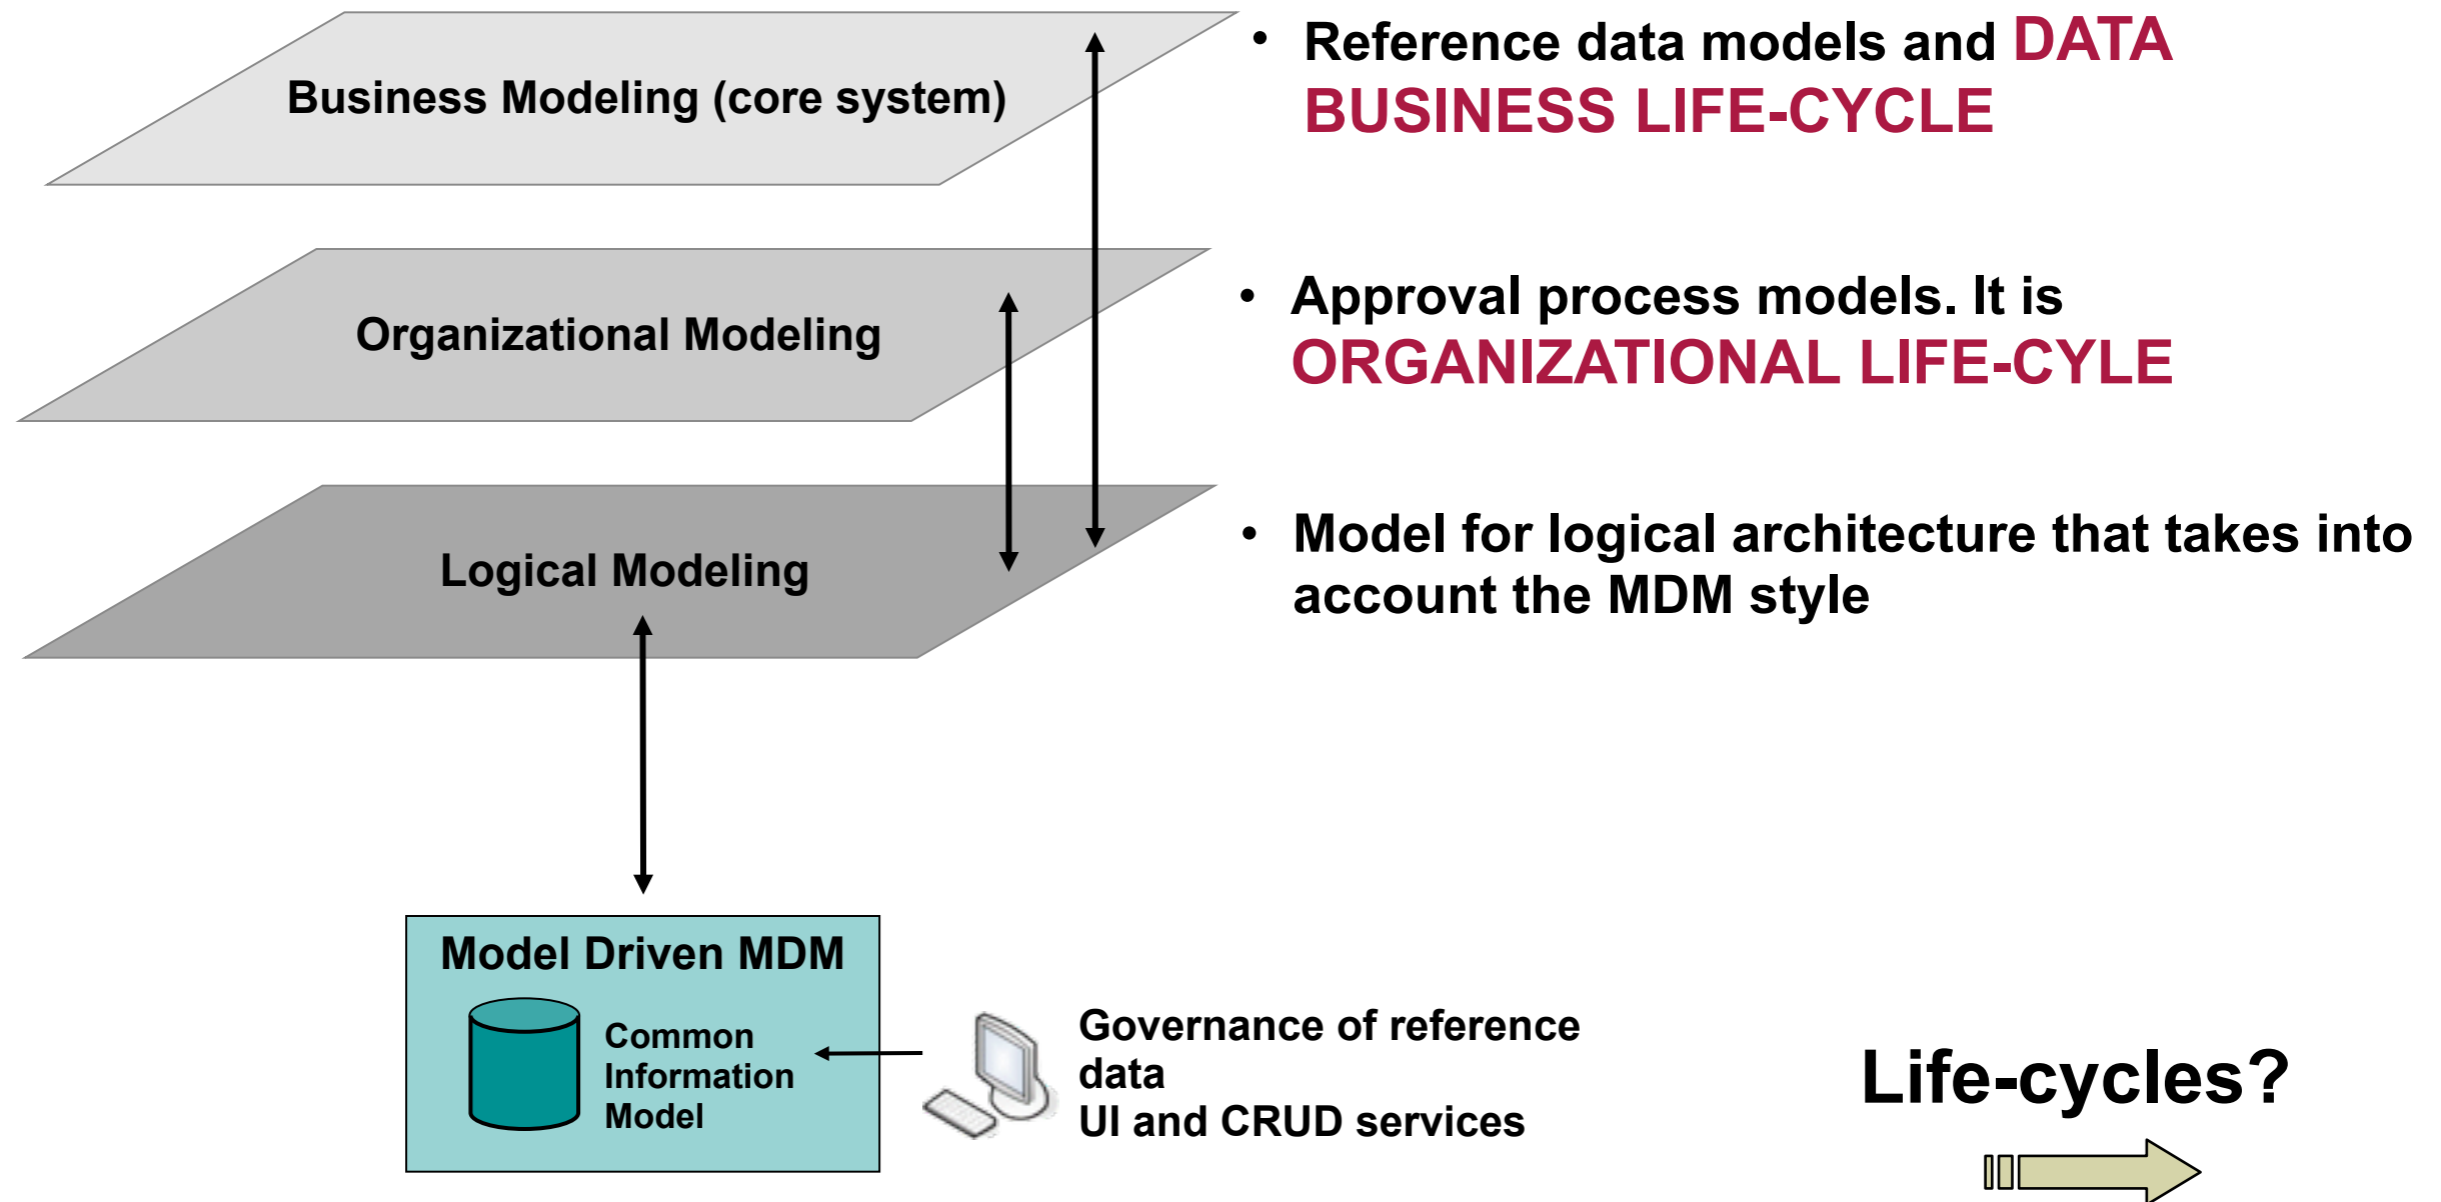 Business Modeling (core system)
• Reference data models and DATA
BUSINESS LIFE-CYCLE
Organizational Modeling
• Approval process models. It is
ORGANIZATIONAL LIFE-CYLE
Logical Modeling
• Model for logical architecture that takes into
account the MDM style
Model Driven MDM
Common
Information
Model
Governance of reference
data
UI and CRUD services
Life-cycles?